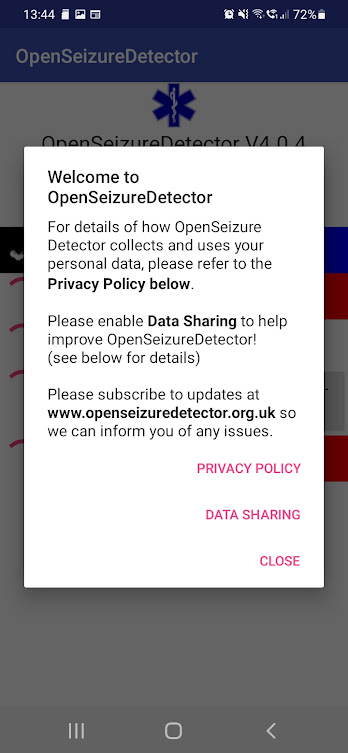 13:44
72%
OpenSeizureDetector
OpenSeizureDetector V4.0.4
Welcome to
OpenSeizureDetector
For details of how OpenSeizure
Detector collects and uses your
personal data, please refer to the
Privacy Policy below.
Please enable Data Sharing to help
improve OpenSeizureDetector!
(see below for details)
Please subscribe to updates at
www.openseizuredetector.org.uk so
we can inform you of any issues.
PRIVACY POLICY
DATA SHARING
CLOSE